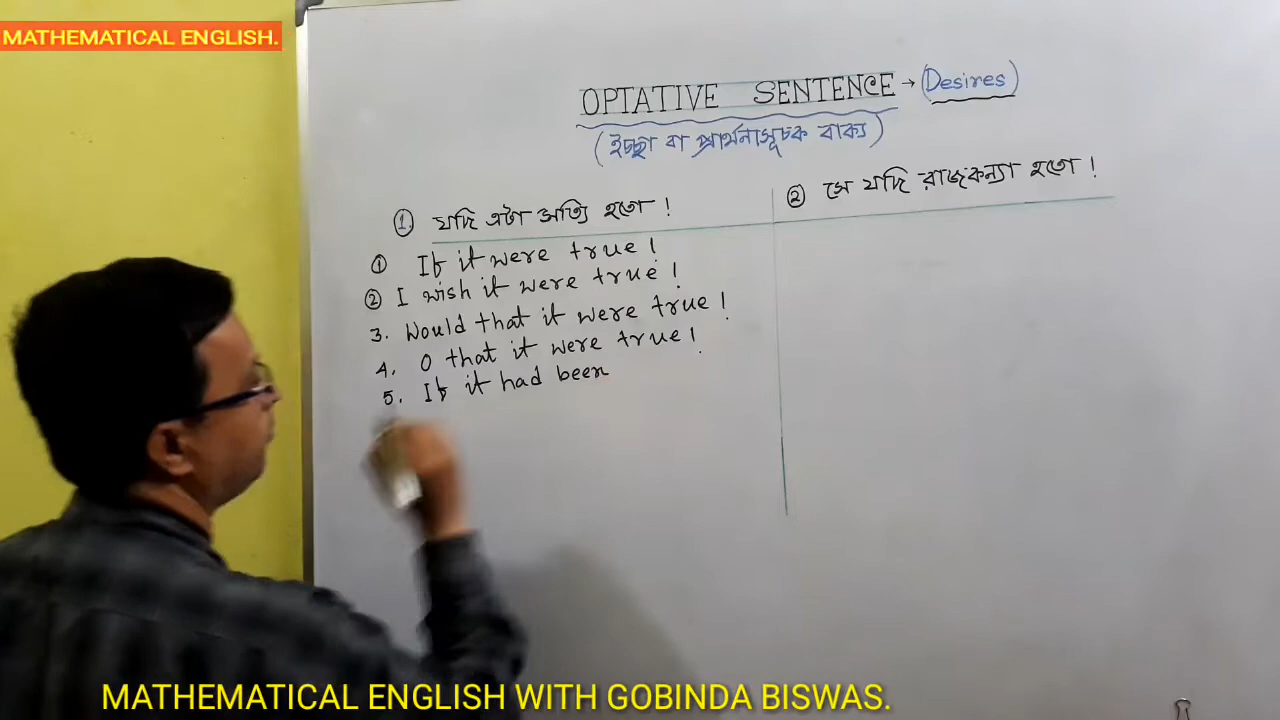 MATHEMATICAL ENGLISH.
OPTATIVE SENTENCE → (Desires)
(ইচ্ছা বা প্রার্থনাসূচক বাক্য)
① যদি এটা সত্যি হতো !
② সে যদি রাজকন্যা হতো !
① If it were true !
② I wish it were true !
3. Would that it were true !
4. O that it were true !
5. If it had been
MATHEMATICAL ENGLISH WITH GOBINDA BISWAS.